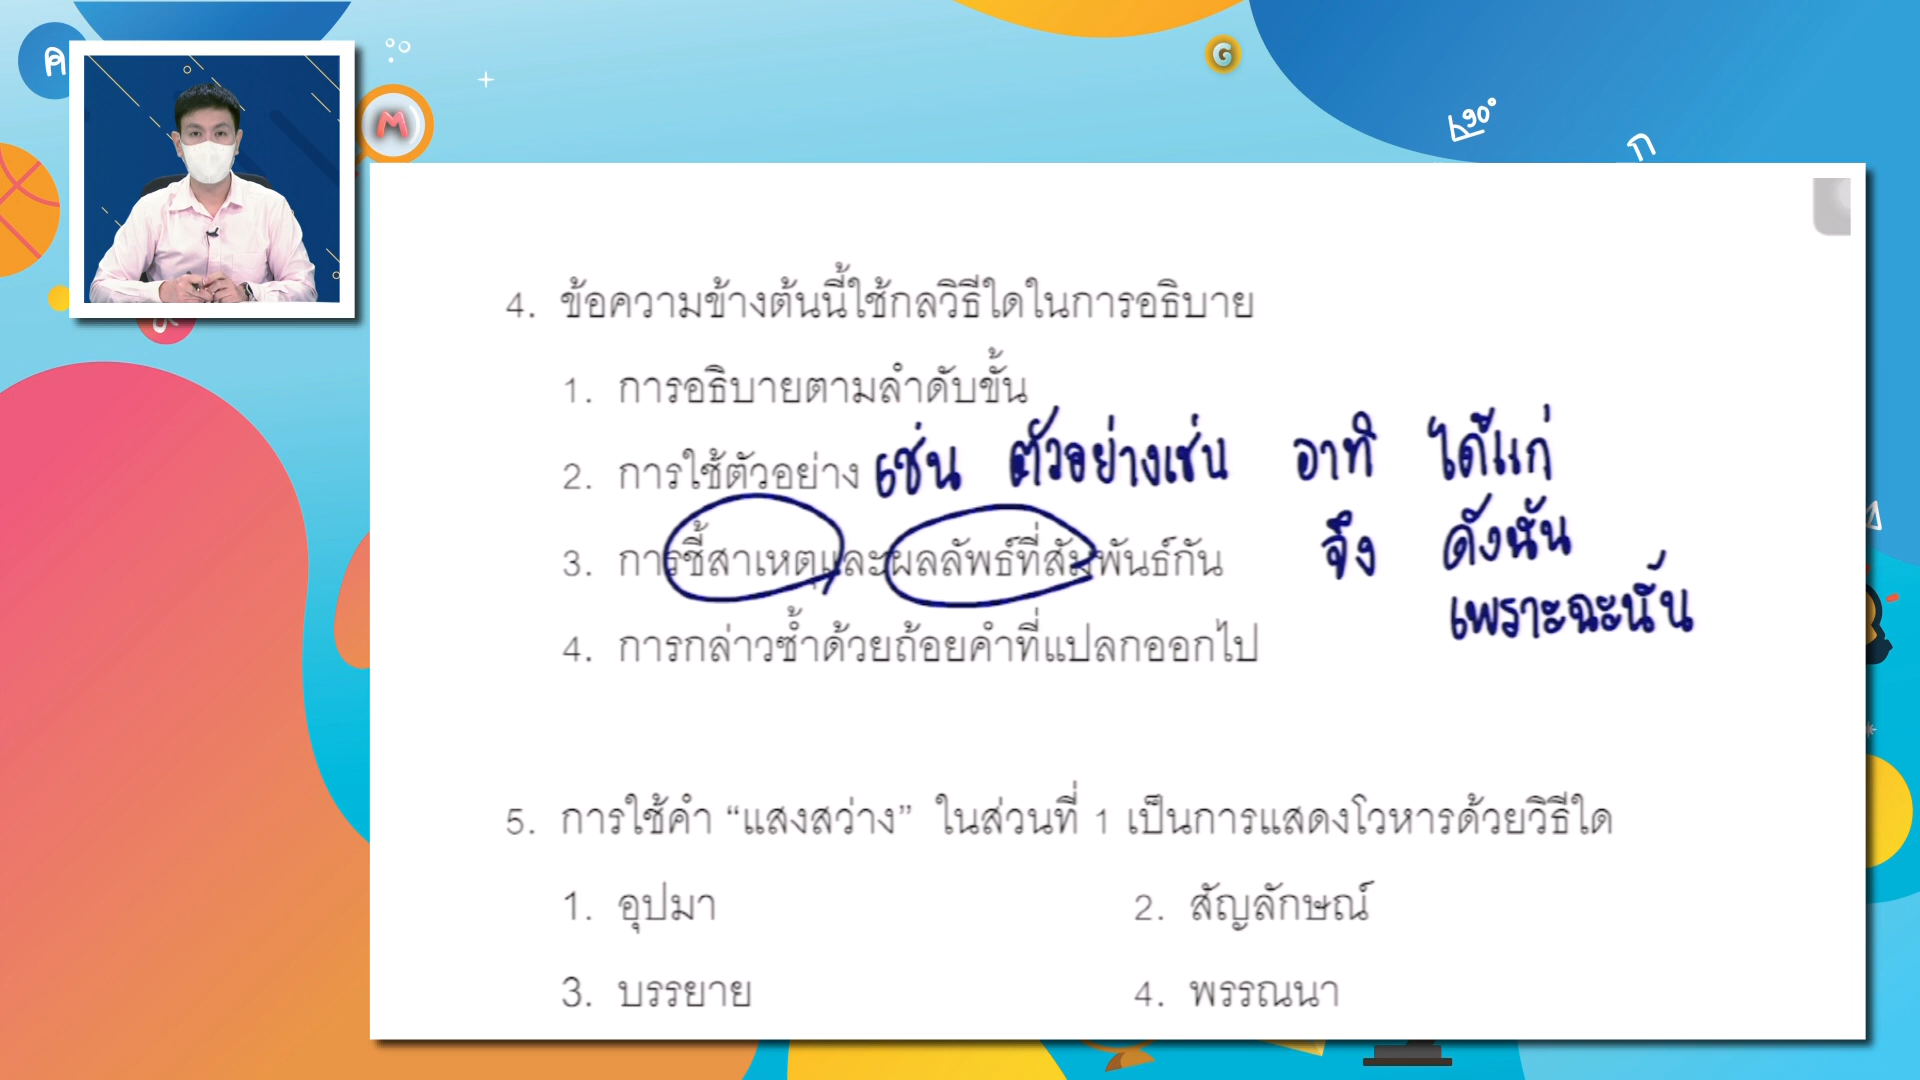 ค
M
G
90°
ก
4. ข้อความข้างต้นนี้ใช้กลวิธีใดในการอธิบาย
1. การอธิบายตามลำดับขั้น
2. การใช้ตัวอย่าง เช่น ตัวอย่างเช่น อาทิ ได้แก่
3. การชี้สาเหตุและผลลัพธ์ที่สัมพันธ์กัน จึง ดังนั้น
เพราะฉะนั้น
4. การกล่าวซ้ำด้วยถ้อยคำที่แปลกออกไป
5. การใช้คำ “แสงสว่าง” ในส่วนที่ 1 เป็นการแสดงโวหารด้วยวิธีใด
1. อุปมา 2. สัญลักษณ์
3. บรรยาย 4. พรรณนา